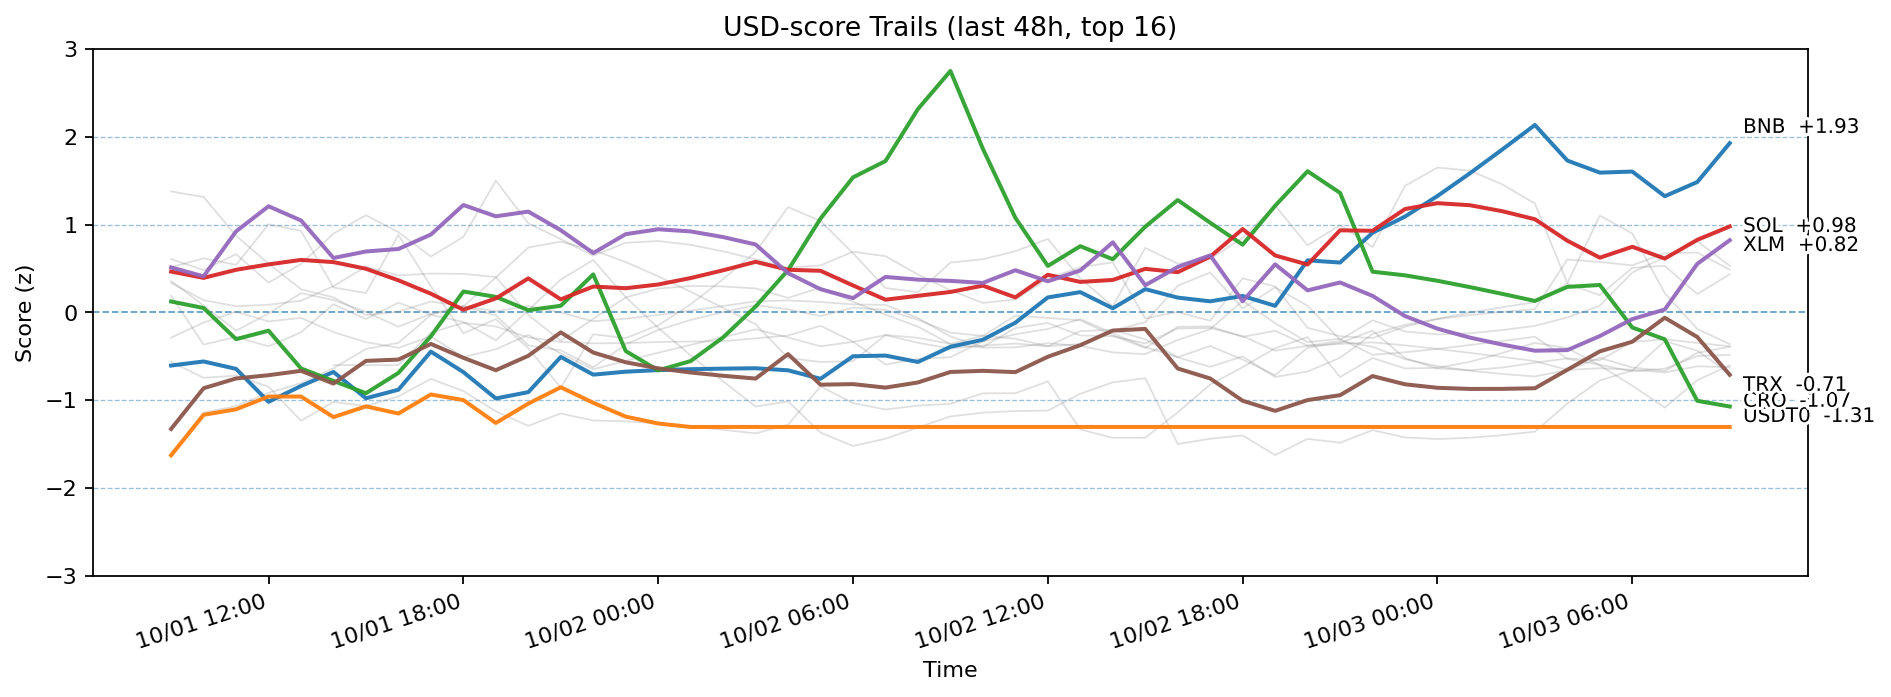 USD-score Trails (last 48h, top 16)
Score (z)
3
2
1
0
−1
−2
−3
BNB +1.93
SOL +0.98
XLM +0.82
TRX -0.71
CRO -1.07
USDT0 -1.31
10/01 12:00
10/01 18:00
10/02 00:00
10/02 06:00
10/02 12:00
10/02 18:00
10/03 00:00
10/03 06:00
Time